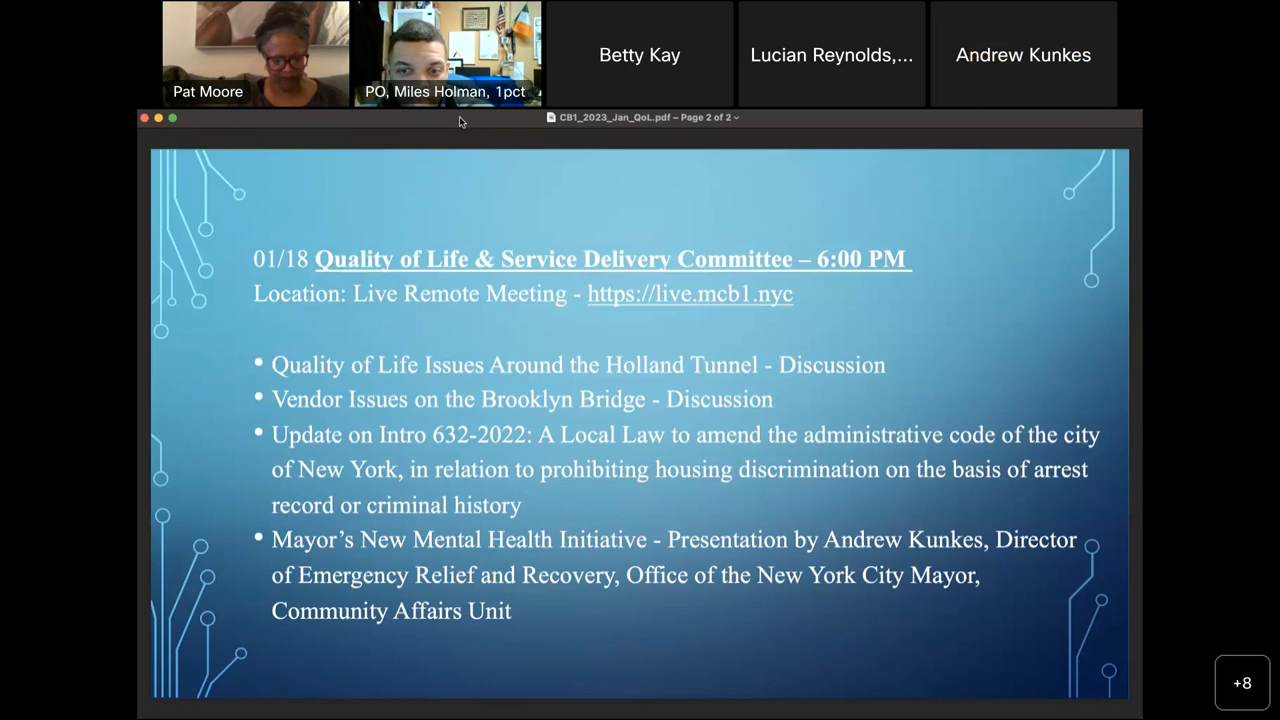 Pat Moore
PO, Miles Holman, 1pct
Betty Kay
Lucian Reynolds,...
Andrew Kunkes
CB1_2023_Jan_QoL.pdf – Page 2 of 2
01/18 Quality of Life & Service Delivery Committee – 6:00 PM
Location: Live Remote Meeting - https://live.mcb1.nyc
• Quality of Life Issues Around the Holland Tunnel - Discussion
• Vendor Issues on the Brooklyn Bridge - Discussion
• Update on Intro 632-2022: A Local Law to amend the administrative code of the city
of New York, in relation to prohibiting housing discrimination on the basis of arrest
record or criminal history
• Mayor’s New Mental Health Initiative - Presentation by Andrew Kunkes, Director
of Emergency Relief and Recovery, Office of the New York City Mayor,
Community Affairs Unit
+8